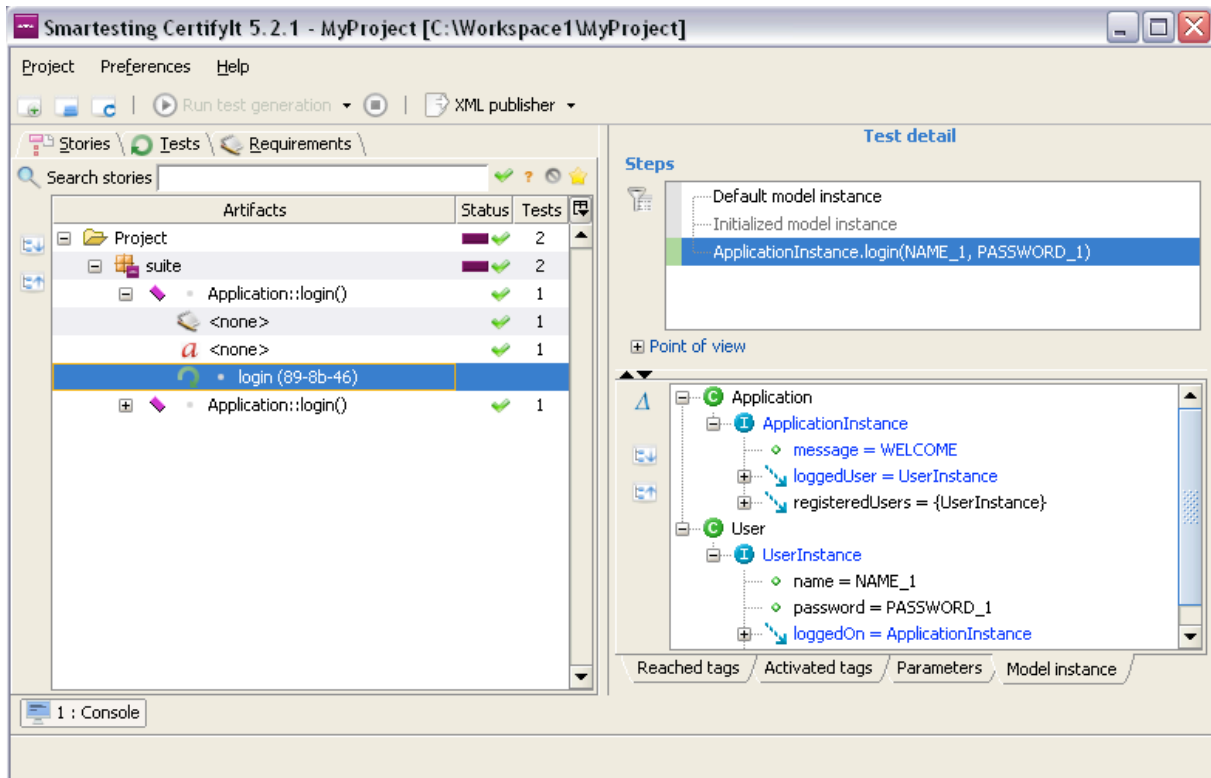 Smartesting CertifyIt 5.2.1 - MyProject [C:\Workspace1\MyProject]
Project Preferences Help
Run test generation XML publisher
Stories Tests Requirements
Search stories
Artifacts Status Tests
Project 2
suite 2
Application::login() 1
<none> 1
a <none> 1
login (89-8b-46)
Application::login() 1
Test detail
Steps
Default model instance
Initialized model instance
ApplicationInstance.login(NAME_1, PASSWORD_1)
Point of view
Δ
C Application
I ApplicationInstance
message = WELCOME
loggedUser = UserInstance
registeredUsers = {UserInstance}
C User
I UserInstance
name = NAME_1
password = PASSWORD_1
loggedOn = ApplicationInstance
Reached tags Activated tags Parameters Model instance
1 : Console